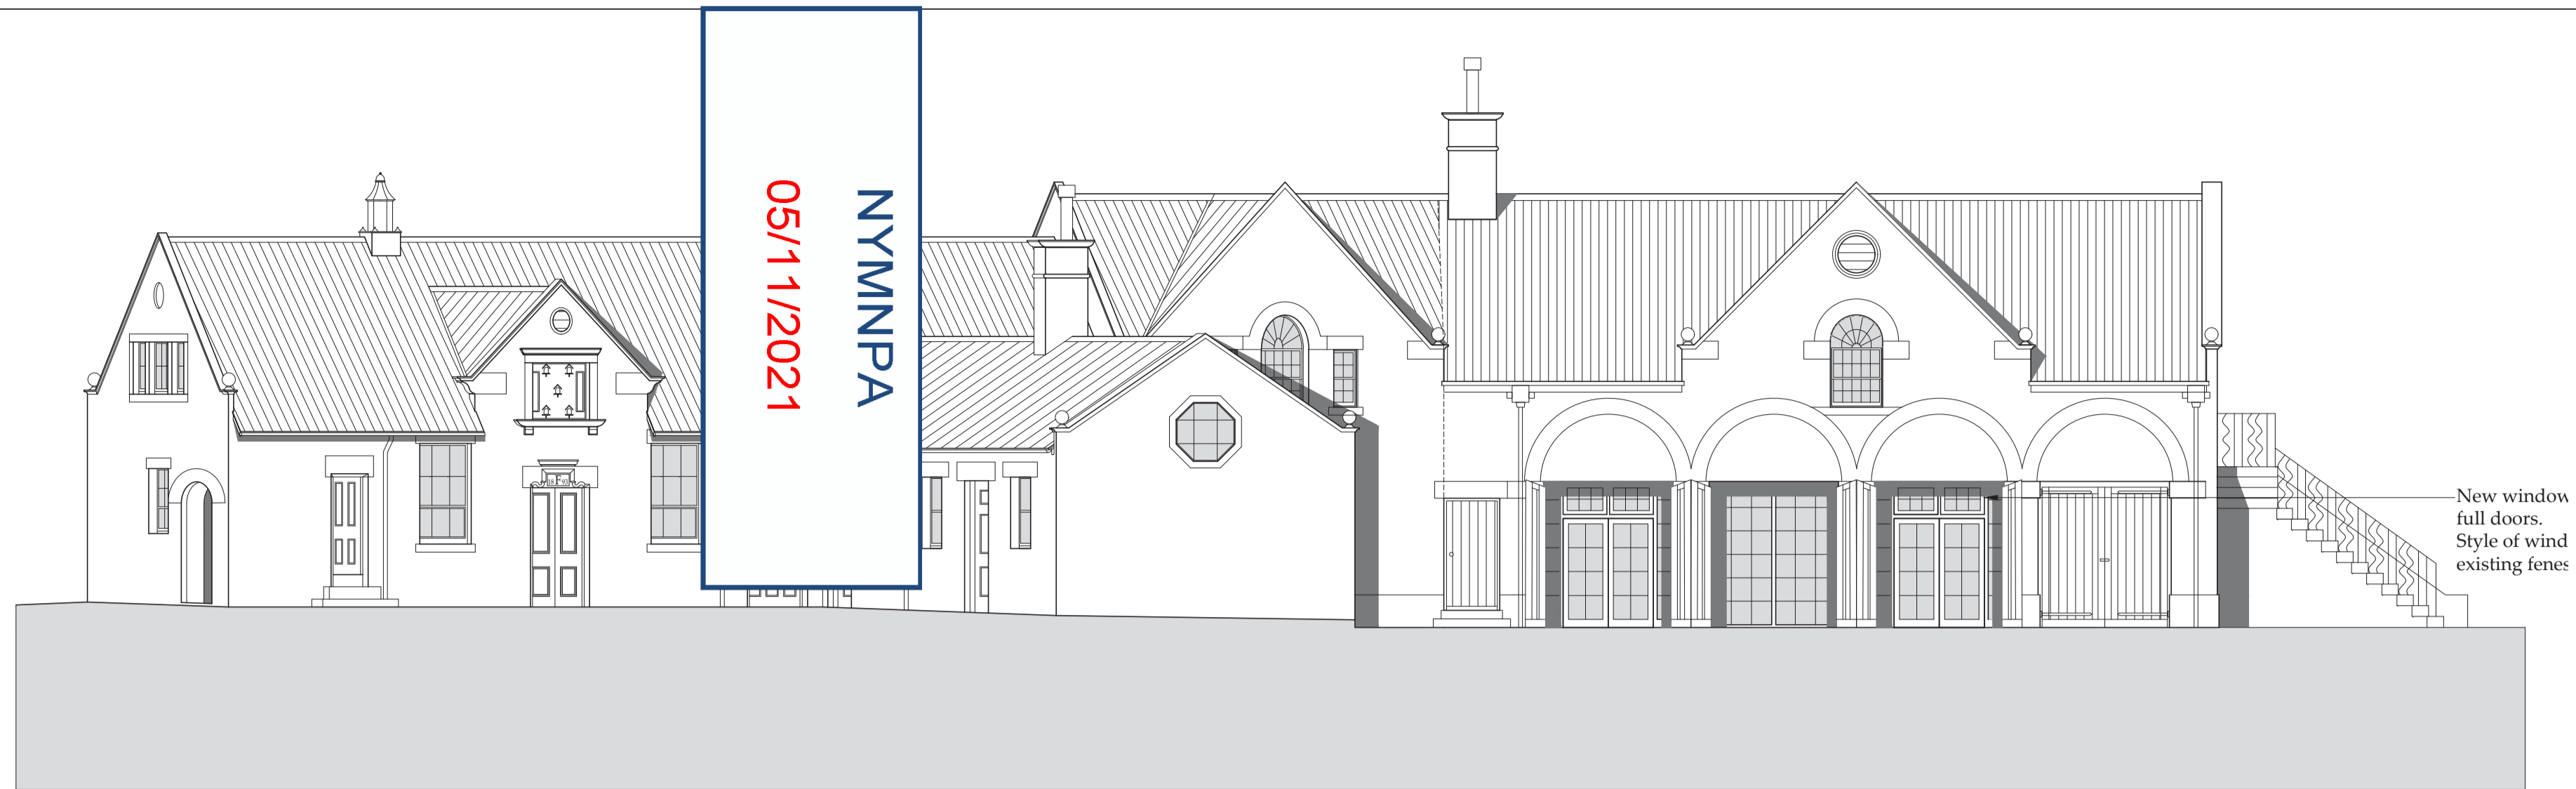 NYMNPA
05/11/2021
New window
full doors.
Style of wind
existing fenes